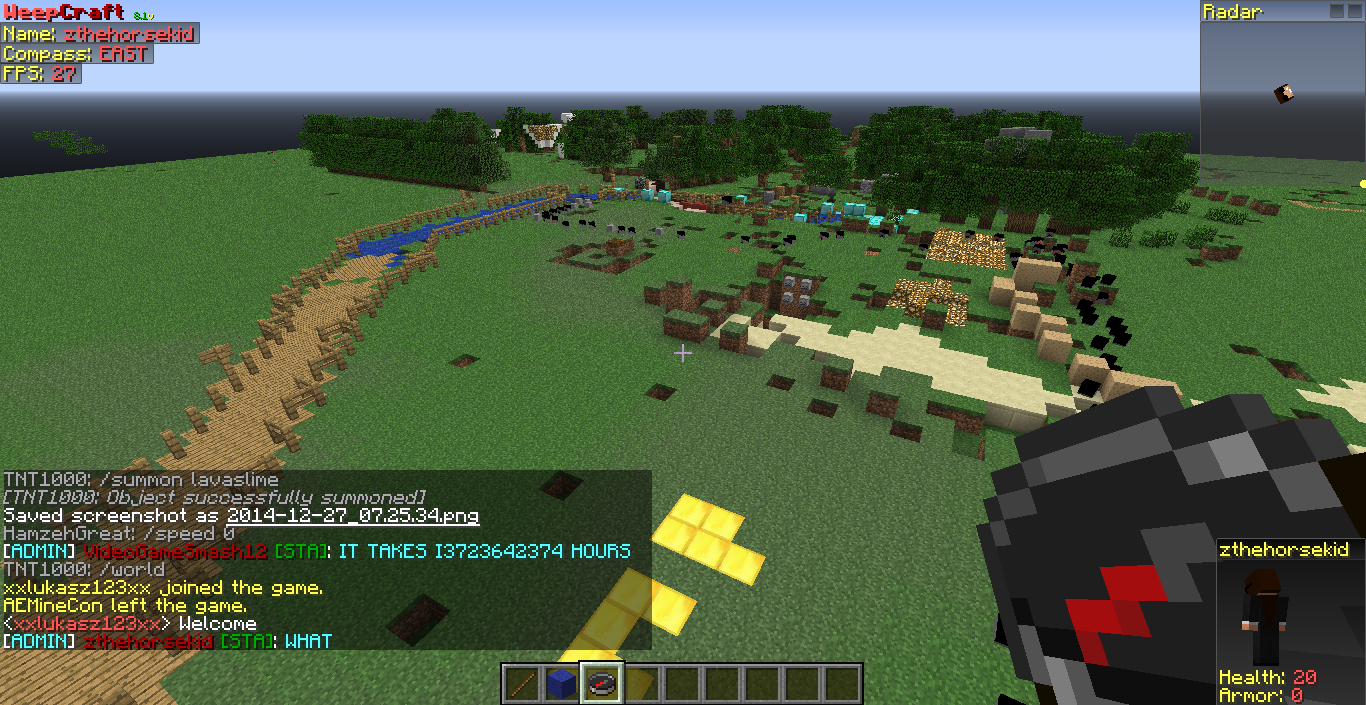 WeepCraft 8.1v
Radar
Name: zthehorsekid
Compass: EAST
FPS: 27
TNT1000: /summon lavaslime
[TNT1000: Object successfully summoned]
Saved screenshot as 2014-12-27_07.25.34.png
HamzehGreat: /speed 0
[ADMIN] VideoGameSmash12 [STA]: IT TAKES I3723642374 HOURS
TNT1000: /world
xxlukasz123xx joined the game.
AEMineCon left the game.
<xxlukasz123xx> Welcome
[ADMIN] zthehorsekid [STA]: WHAT
zthehorsekid
Health: 20
Armor: 0